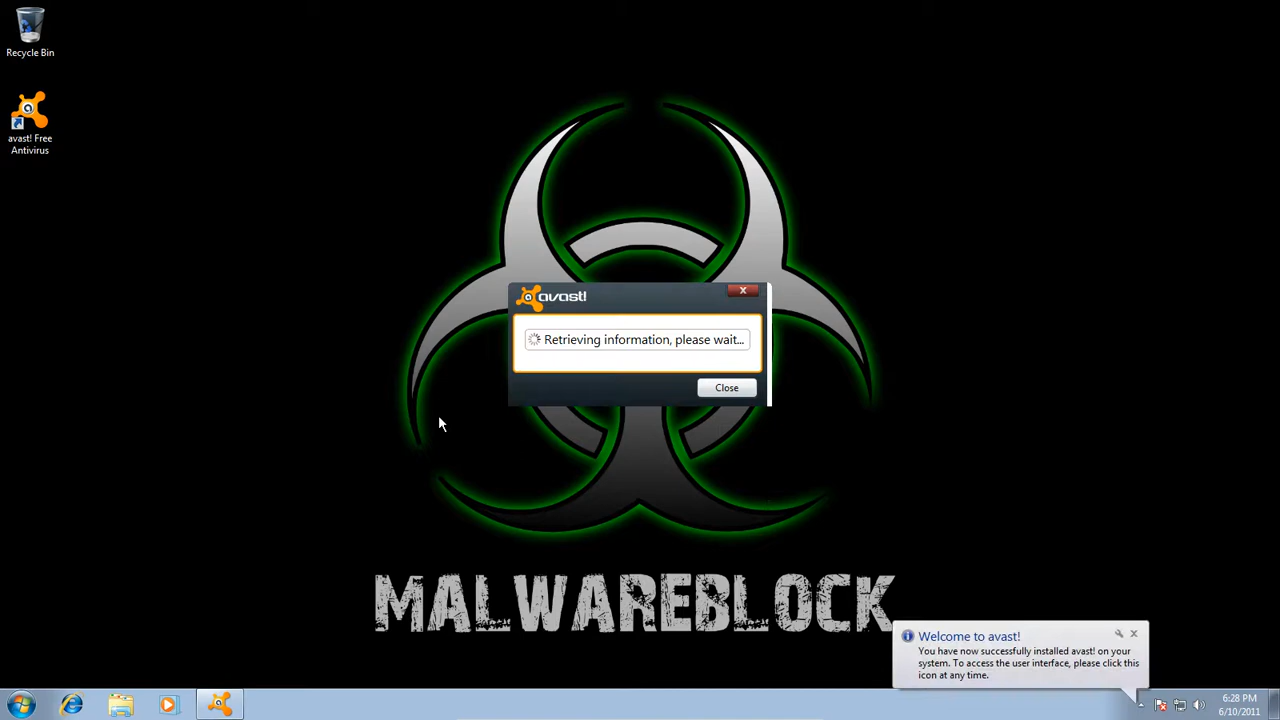 Recycle Bin
avast! Free
Antivirus
avast!
Retrieving information, please wait...
Close
MALWAREBLOCK
Welcome to avast!
You have now successfully installed avast! on your
system. To access the user interface, please click this
icon at any time.
6:28 PM
6/10/2011